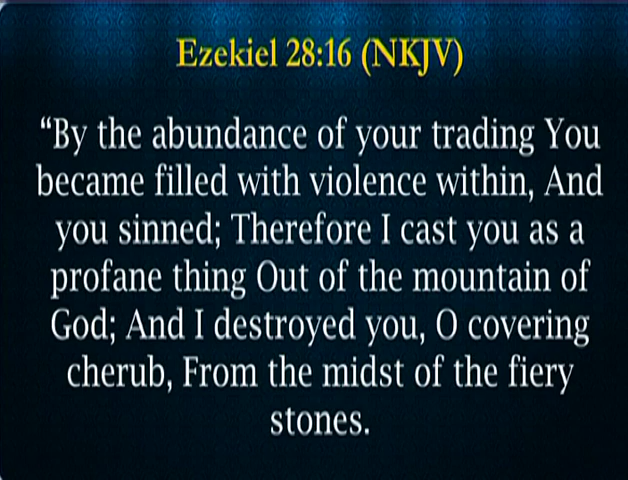 Ezekiel 28:16 (NKJV)
“By the abundance of your trading You
became filled with violence within, And
you sinned; Therefore I cast you as a
profane thing Out of the mountain of
God; And I destroyed you, O covering
cherub, From the midst of the fiery
stones.